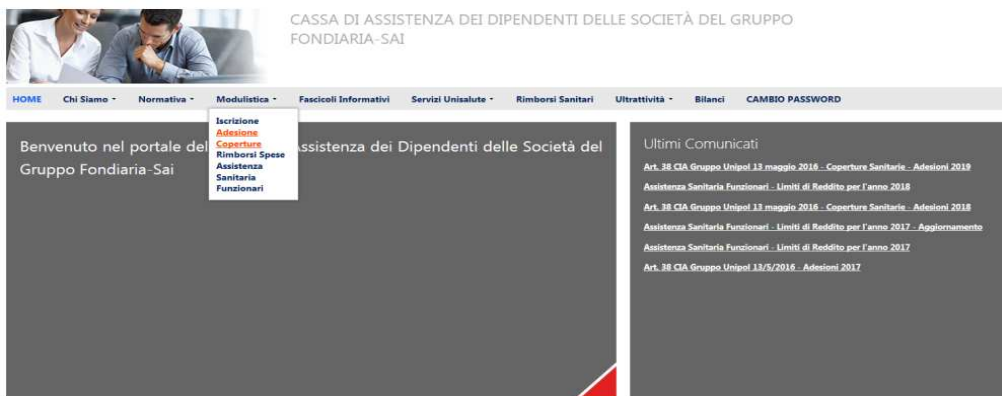 CASSA DI ASSISTENZA DEI DIPENDENTI DELLE SOCIETÀ DEL GRUPPO
FONDIARIA-SAI
HOME Chi Siamo Normativa Modulistica Fascicoli Informativi Servizi Unisalute Rimborsi Sanitari Ultrattività Bilanci CAMBIO PASSWORD
Iscrizione
Adesione
Coperture
Rimborsi Spese
Assistenza
Sanitaria
Funzionari
Benvenuto nel portale del Assistenza dei Dipendenti delle Società del
Gruppo Fondiaria-Sai
Ultimi Comunicati
Art. 38 CIA Gruppo Unipol 13 maggio 2016 - Coperture Sanitarie - Adesioni 2019
Assistenza Sanitaria Funzionari - Limiti di Reddito per l'anno 2018
Art. 38 CIA Gruppo Unipol 13 maggio 2016 - Coperture Sanitarie - Adesioni 2018
Assistenza Sanitaria Funzionari - Limiti di Reddito per l'anno 2017 - Aggiornamento
Assistenza Sanitaria Funzionari - Limiti di Reddito per l'anno 2017
Art. 38 CIA Gruppo Unipol 13/5/2016 - Adesioni 2017